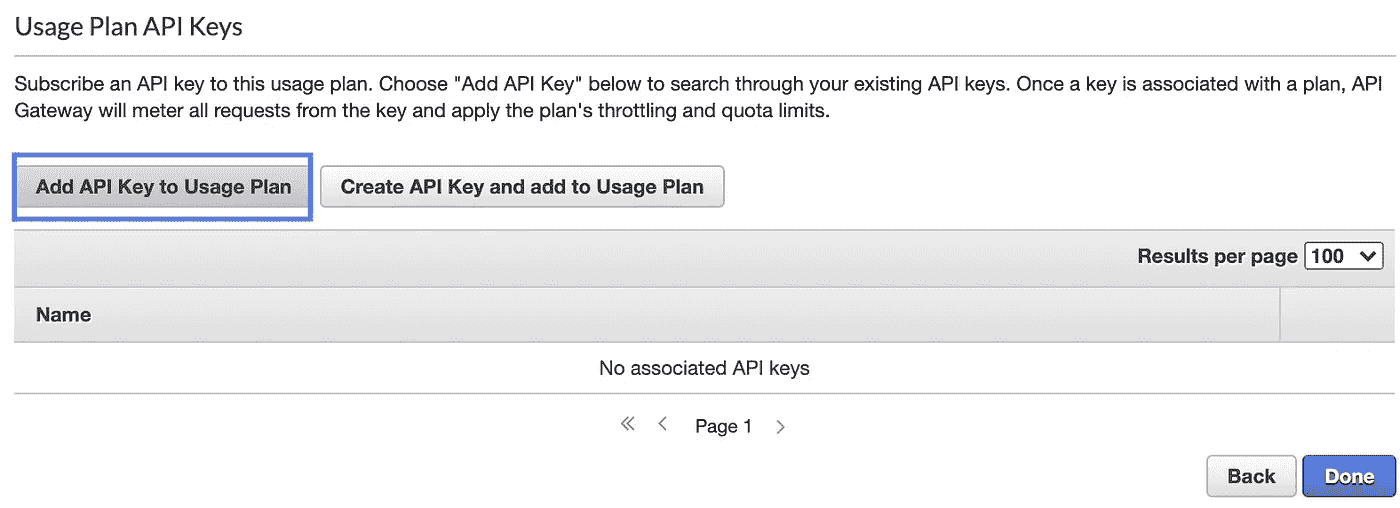 Usage Plan API Keys
Subscribe an API key to this usage plan. Choose "Add API Key" below to search through your existing API keys. Once a key is associated with a plan, API
Gateway will meter all requests from the key and apply the plan's throttling and quota limits.
Add API Key to Usage Plan
Create API Key and add to Usage Plan
Results per page 100
Name
No associated API keys
« ‹ Page 1 ›
Back
Done